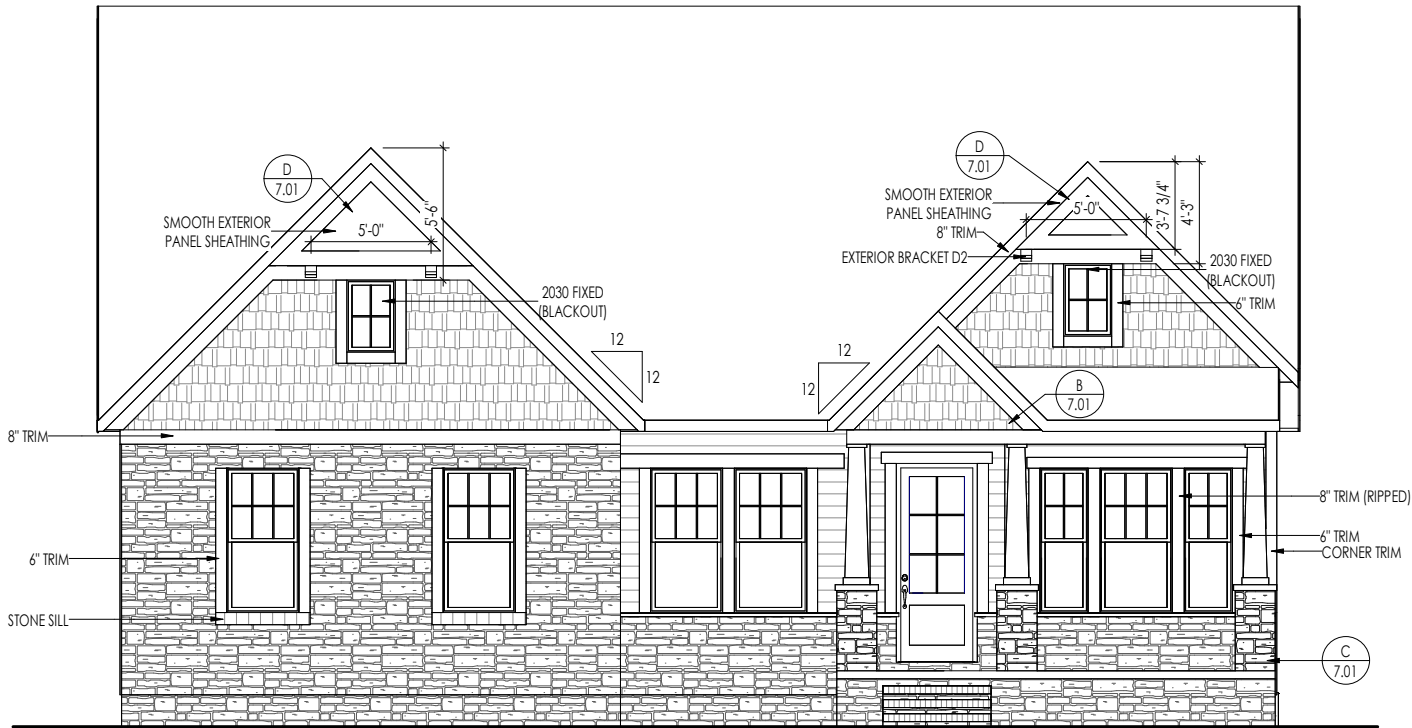 D
7.01
SMOOTH EXTERIOR
PANEL SHEATHING
5'-0"
5'-6"
2030 FIXED
(BLACKOUT)
12
12
D
7.01
SMOOTH EXTERIOR
PANEL SHEATHING
8" TRIM
EXTERIOR BRACKET D2
5'-0"
3'-7 3/4"
4'-3"
2030 FIXED
(BLACKOUT)
6" TRIM
12
12
B
7.01
8" TRIM
6" TRIM
STONE SILL
8" TRIM (RIPPED)
6" TRIM
CORNER TRIM
C
7.01